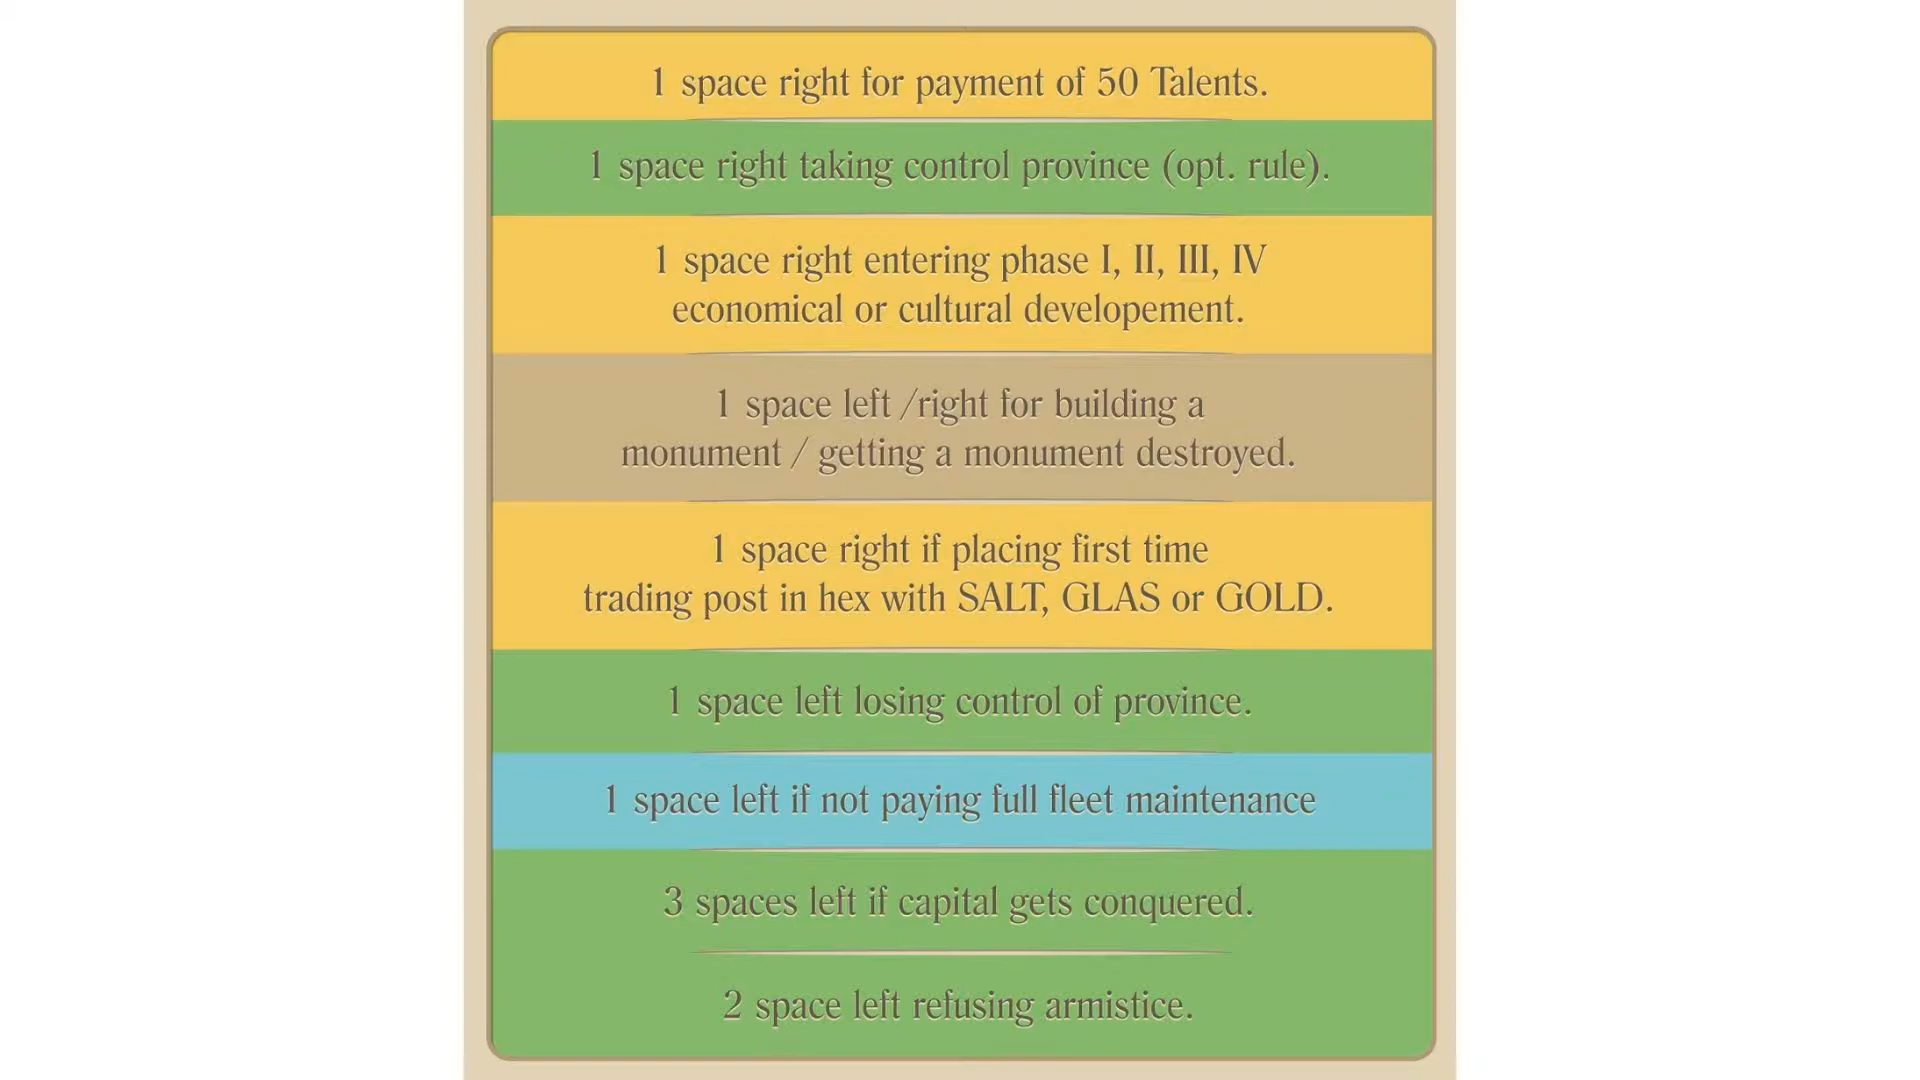 1 space right for payment of 50 Talents.
1 space right taking control province (opt. rule).
1 space right entering phase I, II, III, IV
economical or cultural developement.
1 space left /right for building a
monument / getting a monument destroyed.
1 space right if placing first time
trading post in hex with SALT, GLAS or GOLD.
1 space left losing control of province.
1 space left if not paying full fleet maintenance
3 spaces left if capital gets conquered.
2 space left refusing armistice.